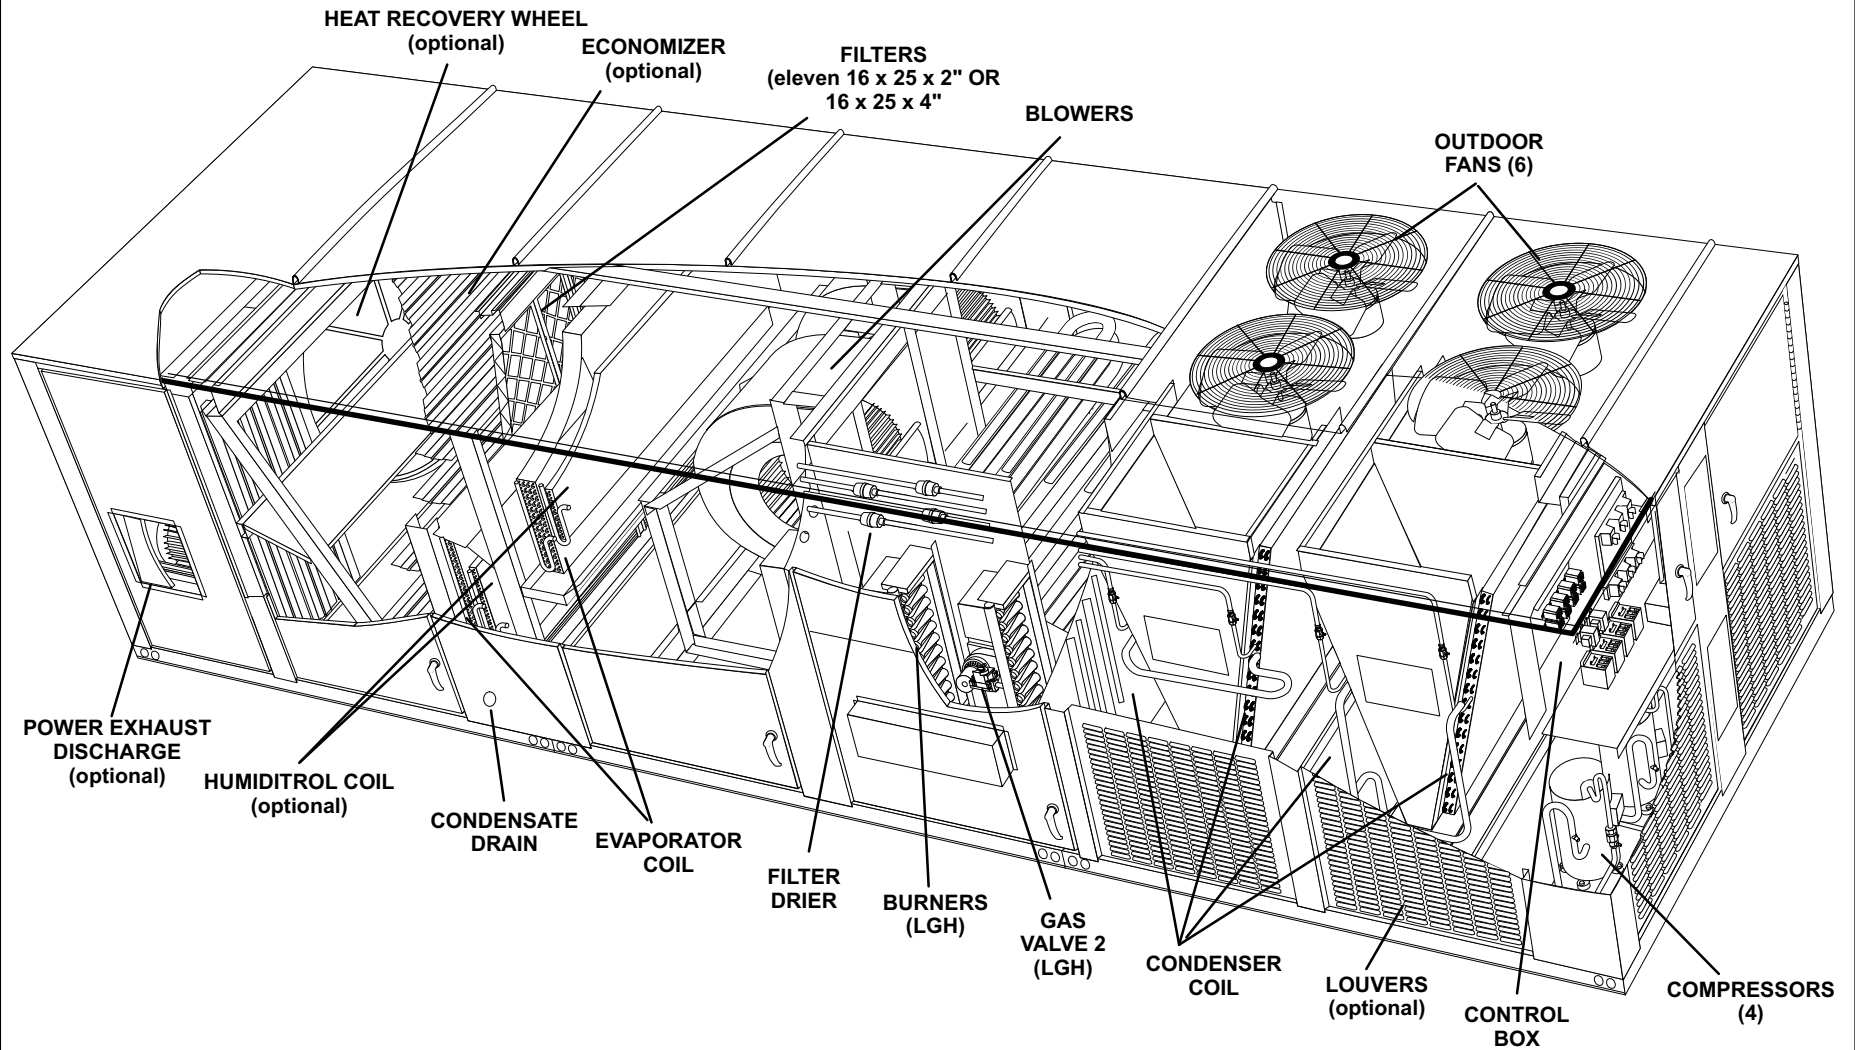 HEAT RECOVERY WHEEL
(optional)
ECONOMIZER
(optional)
FILTERS
(eleven 16 x 25 x 2" OR
16 x 25 x 4"
BLOWERS
OUTDOOR
FANS (6)
POWER EXHAUST
DISCHARGE
(optional)
HUMIDITROL COIL
(optional)
CONDENSATE
DRAIN
EVAPORATOR
COIL
FILTER
DRIER
BURNERS
(LGH)
GAS
VALVE 2
(LGH)
CONDENSER
COIL
LOUVERS
(optional)
CONTROL
BOX
COMPRESSORS
(4)